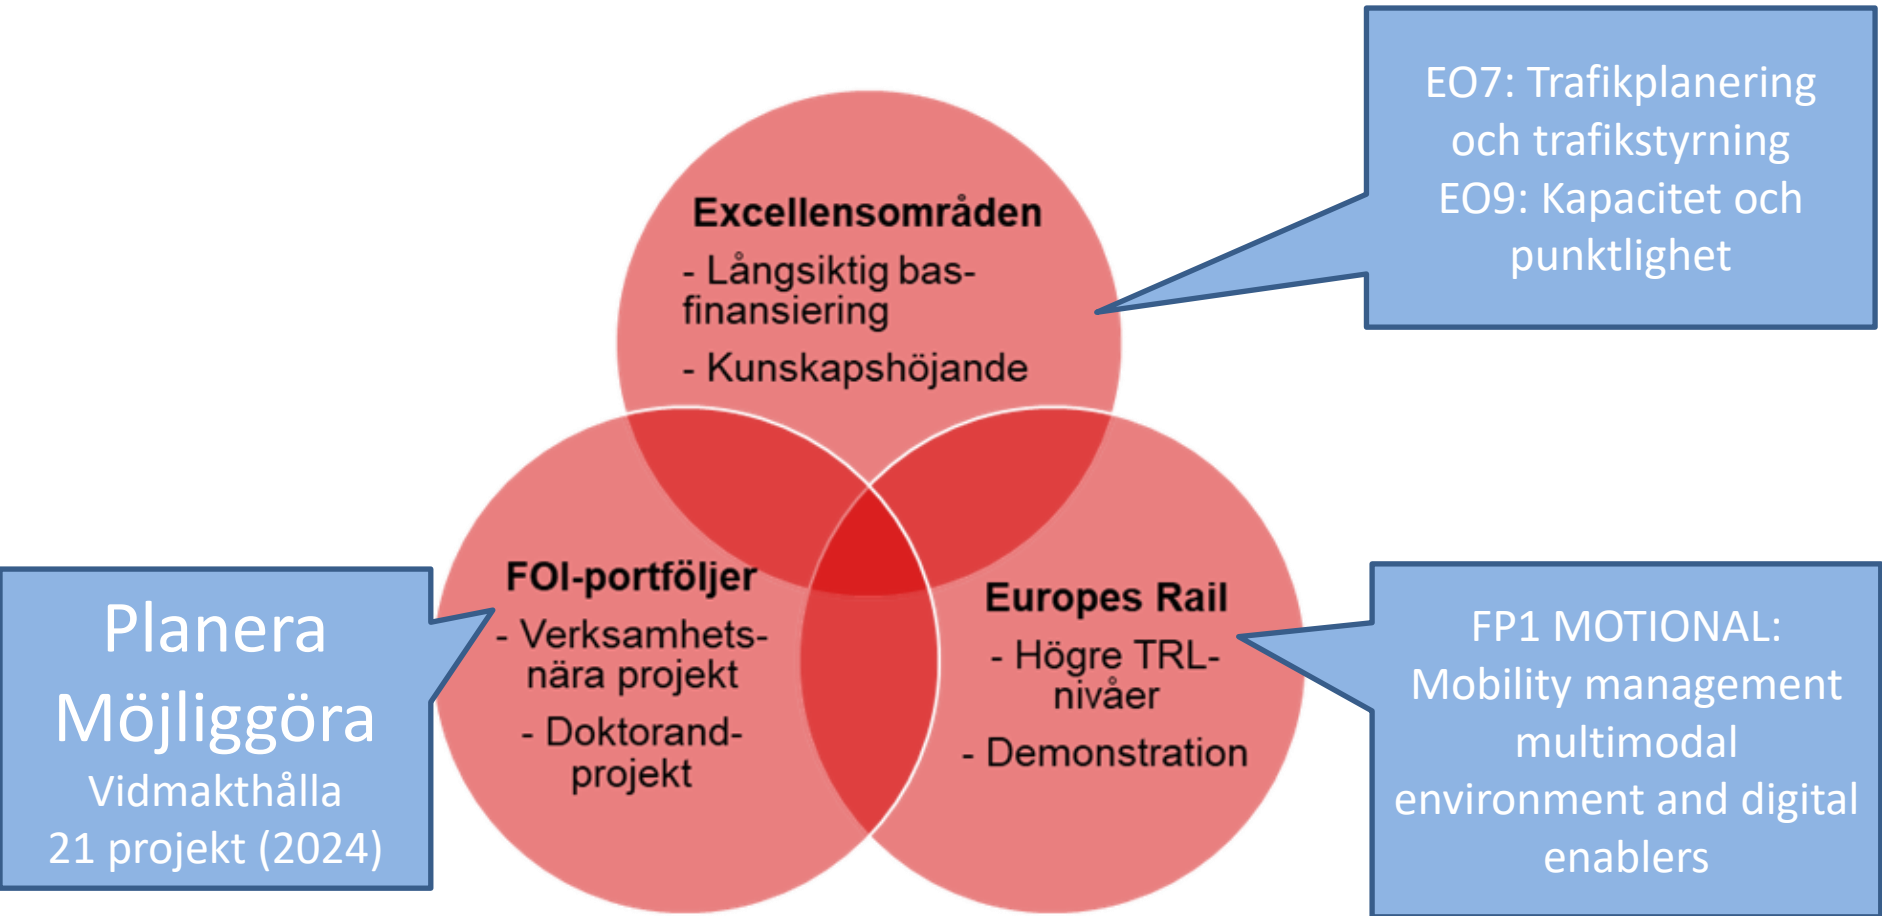 EO7: Trafikplanering
och trafikstyrning
EO9: Kapacitet och
punktlighet
Excellensområden
- Långsiktig bas-
finansiering
- Kunskapshöjande
FOI-portföljer
- Verksamhets-
nära projekt
- Doktorand-
projekt
Europes Rail
- Högre TRL-
nivåer
- Demonstration
Planera
Möjliggöra
Vidmakthålla
21 projekt (2024)
FP1 MOTIONAL:
Mobility management
multimodal
environment and digital
enablers